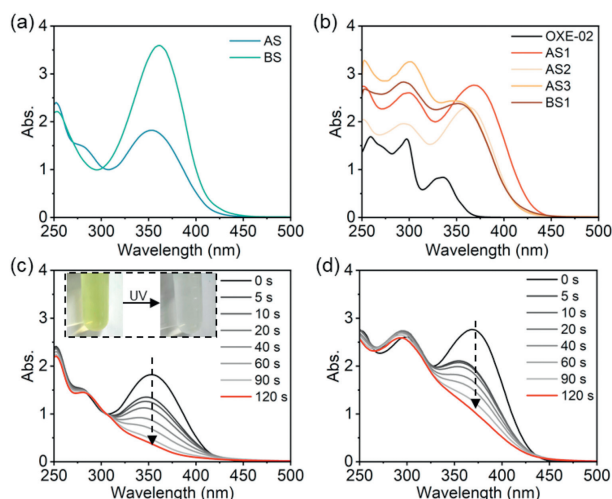 (a)
AS
BS
Abs.
4
3
2
1
0
250 300 350 400 450 500
Wavelength (nm)
(b)
OXE-02
AS1
AS2
AS3
BS1
Abs.
4
3
2
1
0
250 300 350 400 450 500
Wavelength (nm)
(c)
UV
0 s
5 s
10 s
20 s
40 s
60 s
90 s
120 s
Abs.
4
3
2
1
0
250 300 350 400 450 500
Wavelength (nm)
(d)
0 s
5 s
10 s
20 s
40 s
60 s
90 s
120 s
Abs.
4
3
2
1
0
250 300 350 400 450 500
Wavelength (nm)